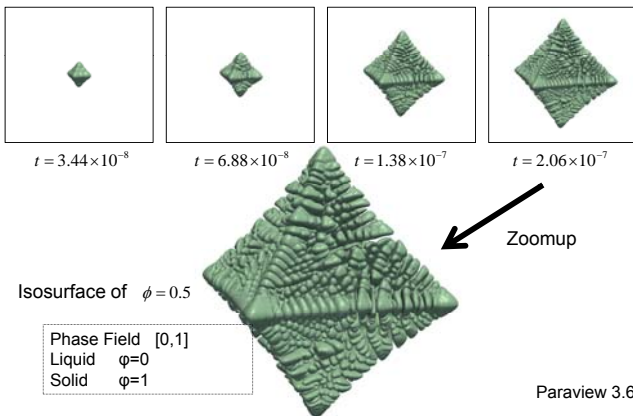 t = 3.44×10⁻⁸
t = 6.88×10⁻⁸
t = 1.38×10⁻⁷
t = 2.06×10⁻⁷
Zoomup
Isosurface of ϕ = 0.5
Phase Field [0,1]
Liquid φ=0
Solid φ=1
Paraview 3.6